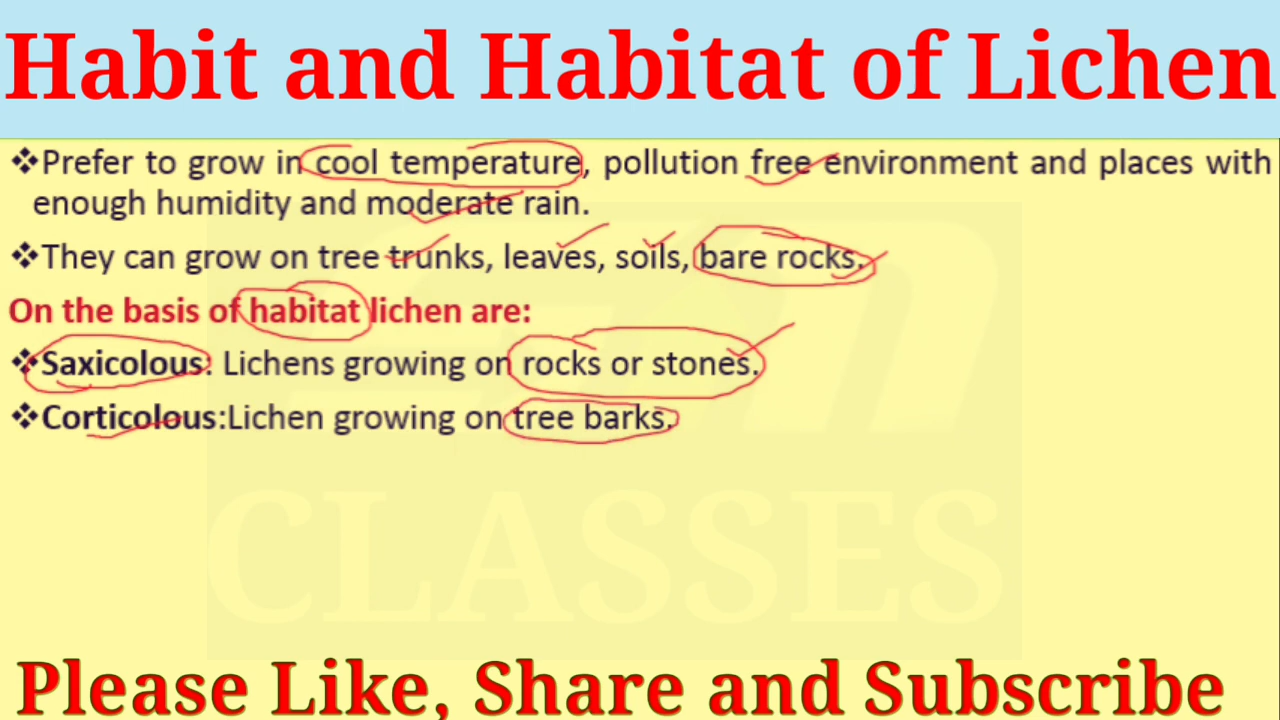 Habit and Habitat of Lichen
❖Prefer to grow in cool temperature, pollution free environment and places with
enough humidity and moderate rain.
❖They can grow on tree trunks, leaves, soils, bare rocks.
On the basis of habitat lichen are:
❖Saxicolous: Lichens growing on rocks or stones.
❖Corticolous:Lichen growing on tree barks.
CLASSES
Please Like, Share and Subscribe